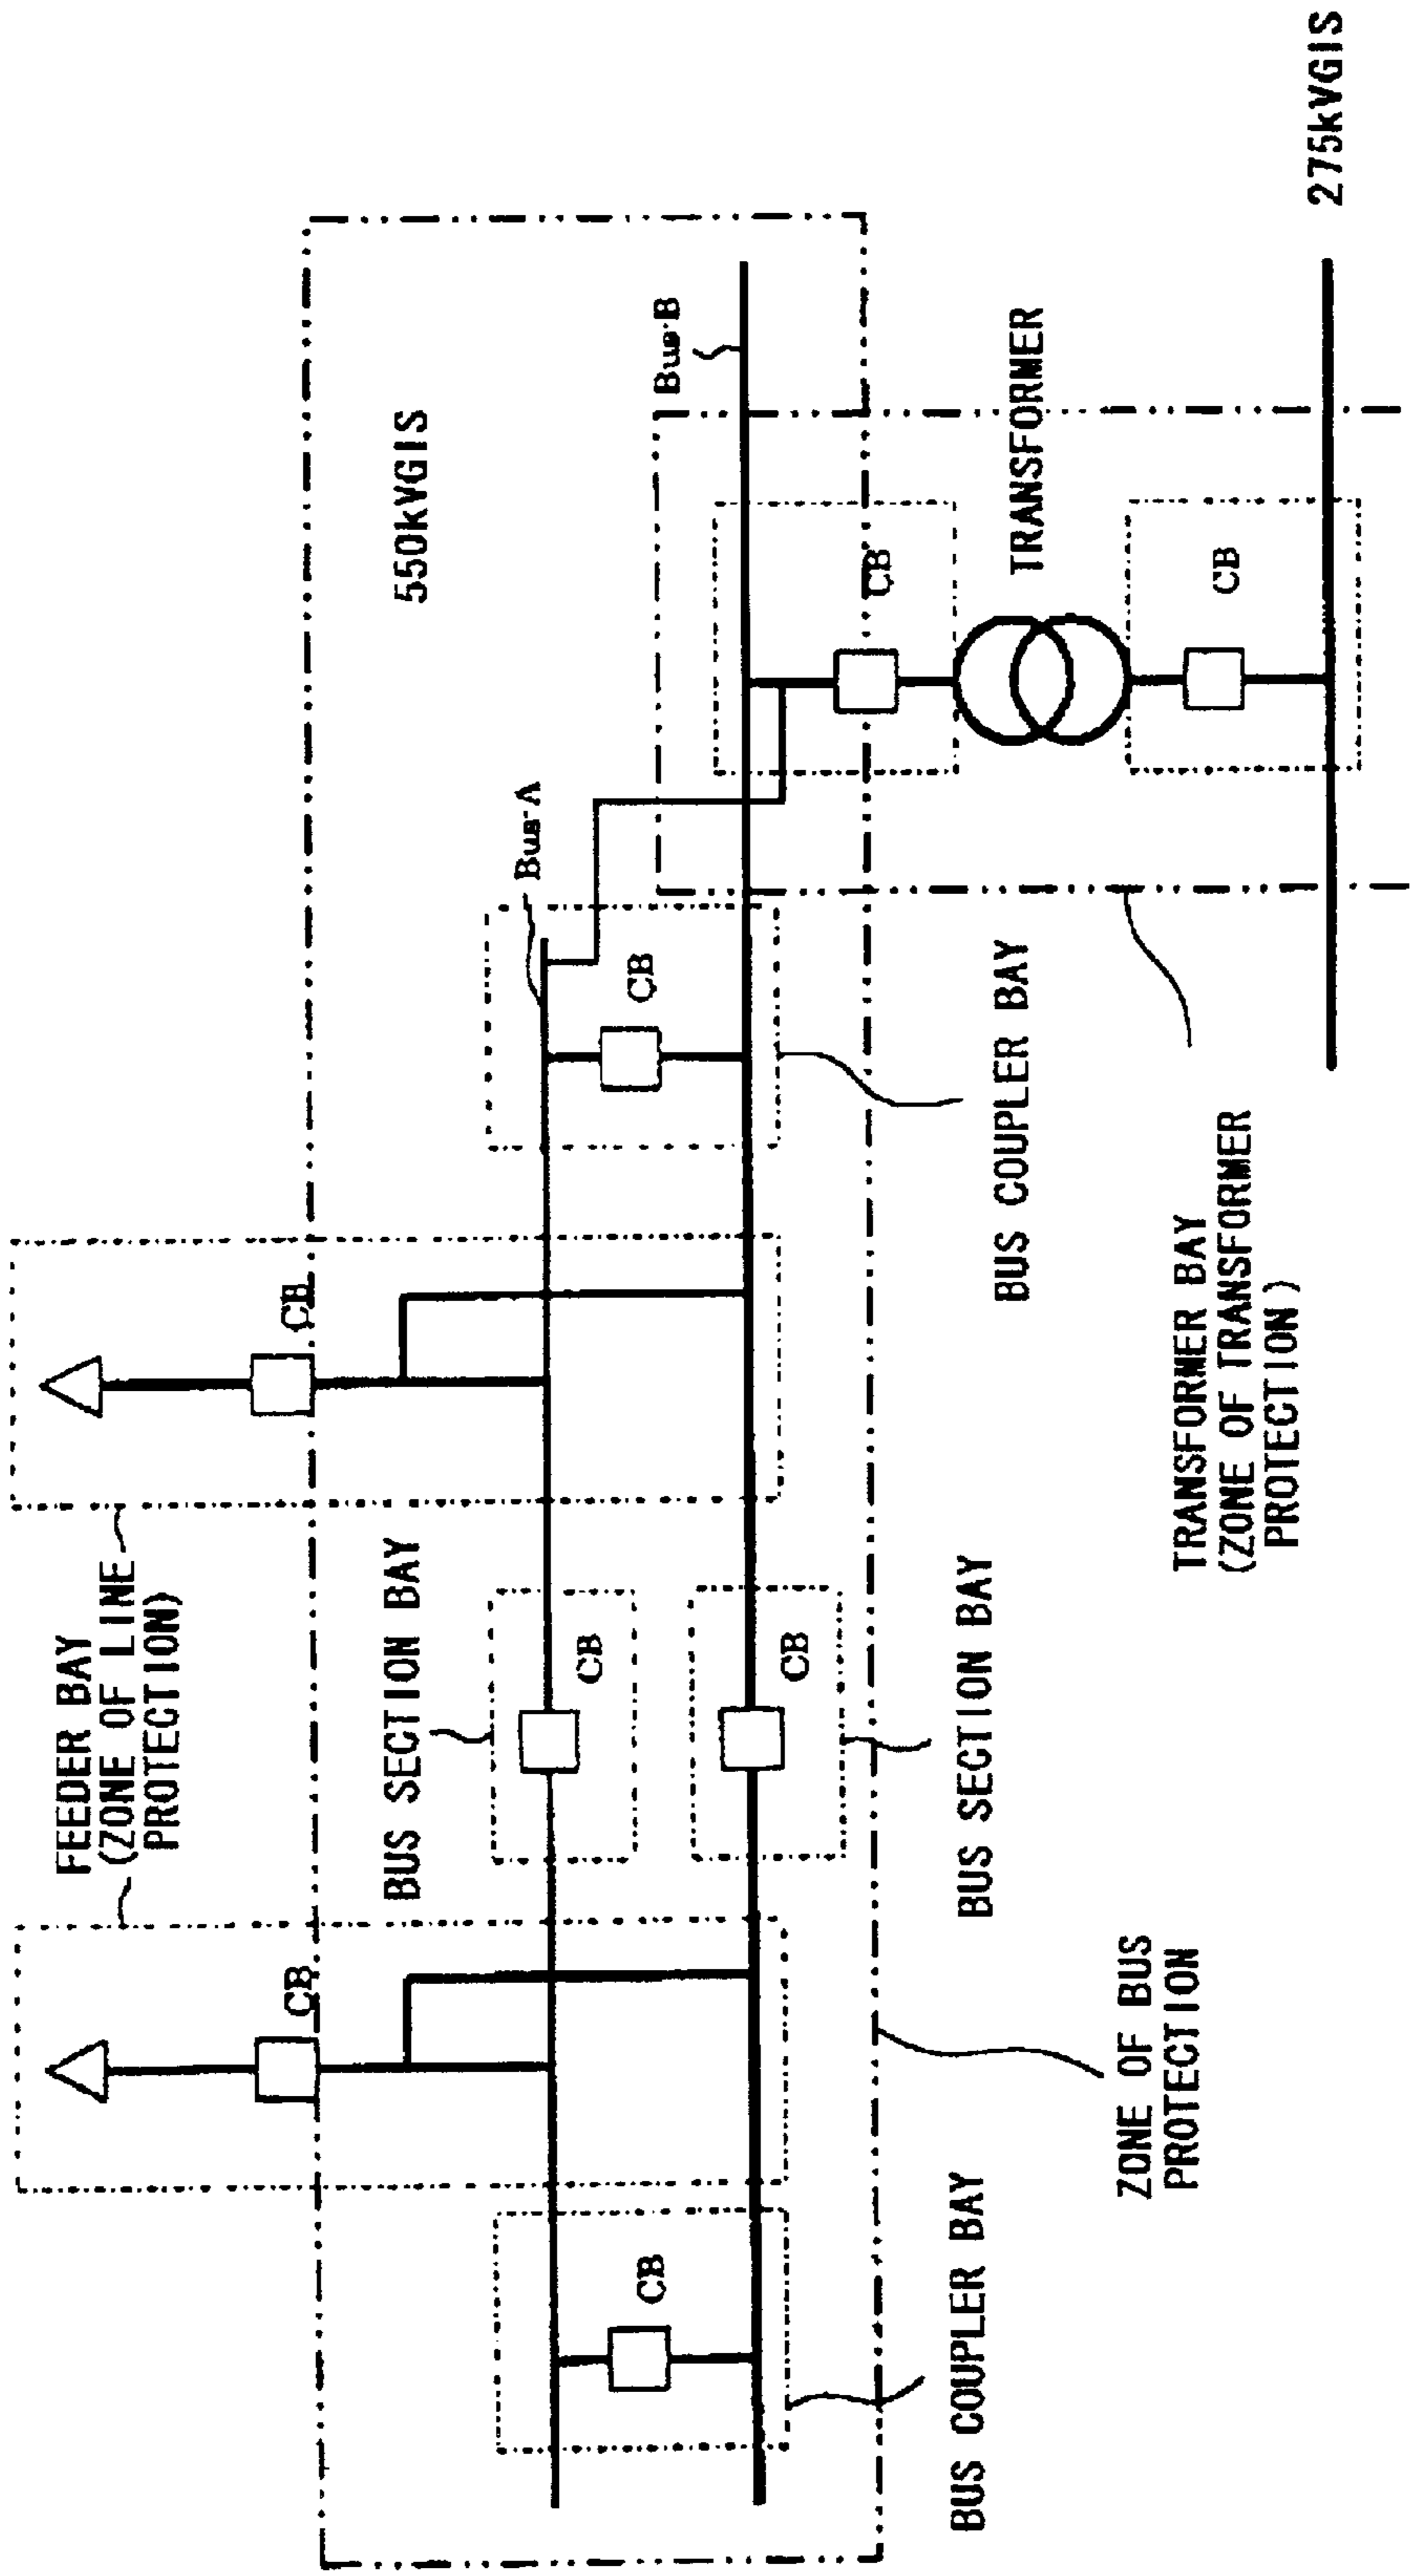 FEEDER BAY
(ZONE OF LINE
PROTECTION)
CB
CB
550kVGIS
BUS SECTION BAY
Bus-A
Bus-B
CB
CB
CB
CB
CB
BUS COUPLER BAY
BUS SECTION BAY
BUS COUPLER BAY
TRANSFORMER
CB
ZONE OF BUS
PROTECTION
TRANSFORMER BAY
(ZONE OF TRANSFORMER
PROTECTION)
275kVGIS